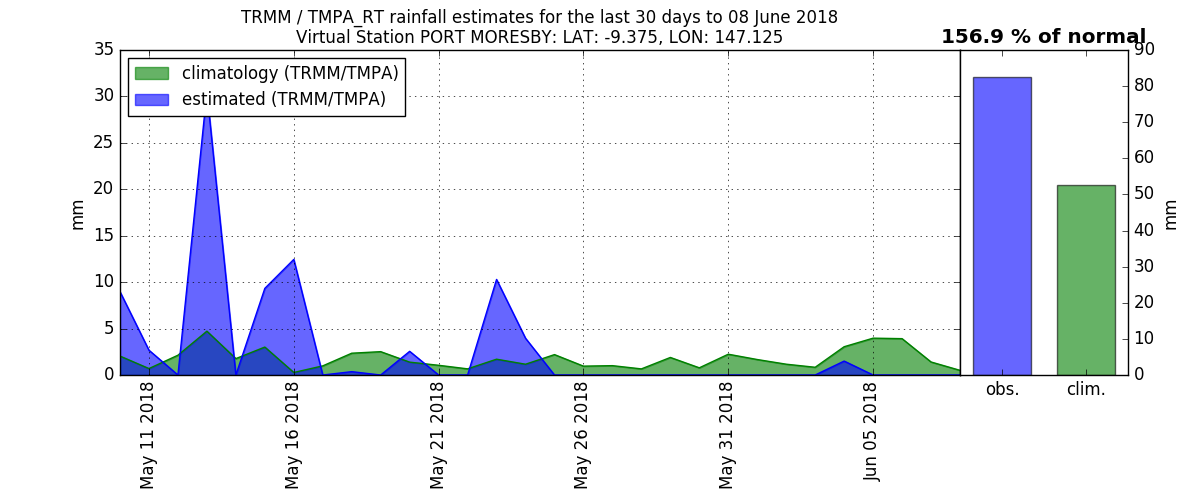 TRMM / TMPA_RT rainfall estimates for the last 30 days to 08 June 2018
Virtual Station PORT MORESBY: LAT: -9.375, LON: 147.125
156.9 % of normal
climatology (TRMM/TMPA)
estimated (TRMM/TMPA)
35
30
25
20
15
10
5
0
mm
May 11 2018
May 16 2018
May 21 2018
May 26 2018
May 31 2018
Jun 05 2018
90
80
70
60
50
40
30
20
10
0
mm
obs.
clim.